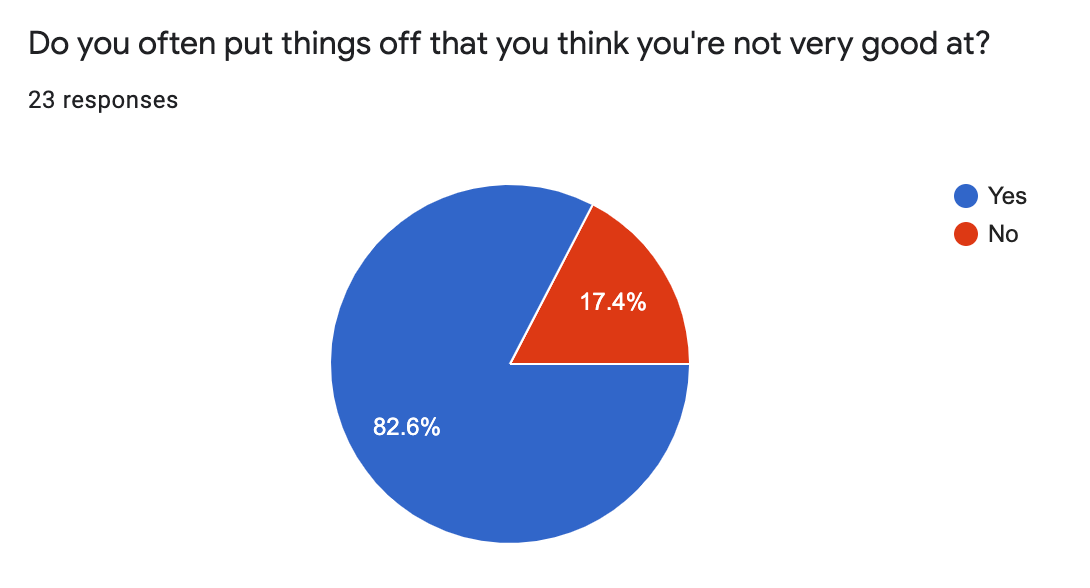 Do you often put things off that you think you're not very good at?
23 responses
Yes
No
17.4%
82.6%